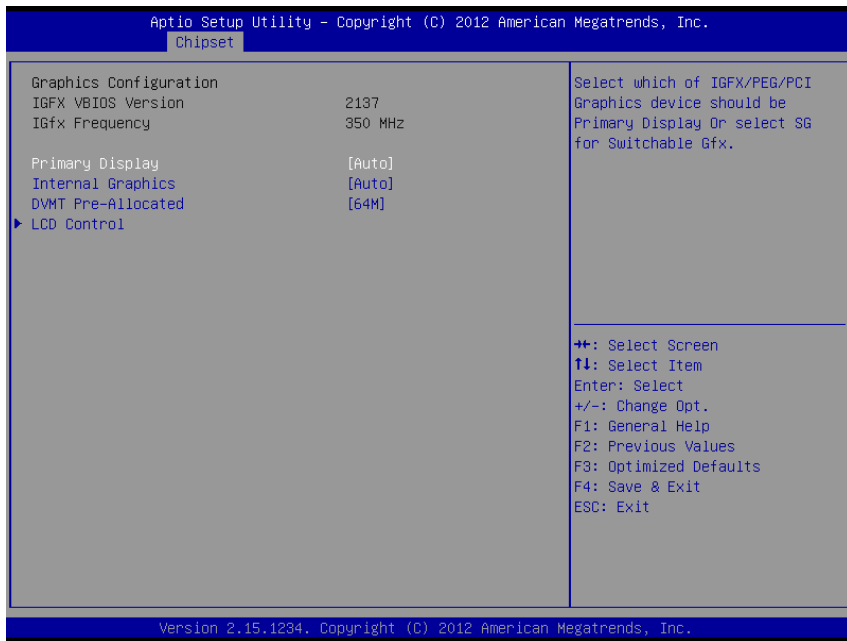 Aptio Setup Utility – Copyright (C) 2012 American Megatrends, Inc.
Chipset
Graphics Configuration
IGFX VBIOS Version 2137
IGfx Frequency 350 MHz
Primary Display [Auto]
Internal Graphics [Auto]
DVMT Pre-Allocated [64M]
LCD Control
Select which of IGFX/PEG/PCI
Graphics device should be
Primary Display Or select SG
for Switchable Gfx.
→←: Select Screen
↑↓: Select Item
Enter: Select
+/-: Change Opt.
F1: General Help
F2: Previous Values
F3: Optimized Defaults
F4: Save & Exit
ESC: Exit
Version 2.15.1234. Copyright (C) 2012 American Megatrends, Inc.